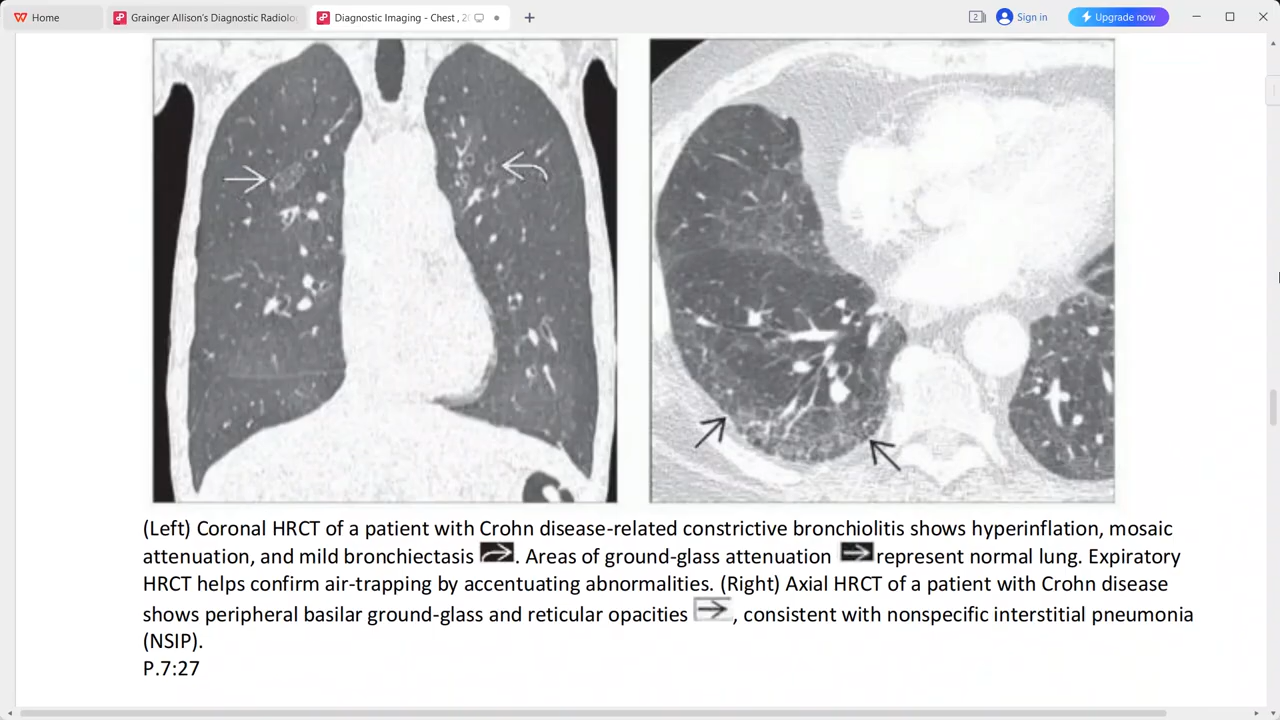 Home
Grainger Allison's Diagnostic Radiolo
Diagnostic Imaging - Chest , 2
2
Sign in
Upgrade now
(Left) Coronal HRCT of a patient with Crohn disease-related constrictive bronchiolitis shows hyperinflation, mosaic
attenuation, and mild bronchiectasis . Areas of ground-glass attenuation represent normal lung. Expiratory
HRCT helps confirm air-trapping by accentuating abnormalities. (Right) Axial HRCT of a patient with Crohn disease
shows peripheral basilar ground-glass and reticular opacities , consistent with nonspecific interstitial pneumonia
(NSIP).
P.7:27